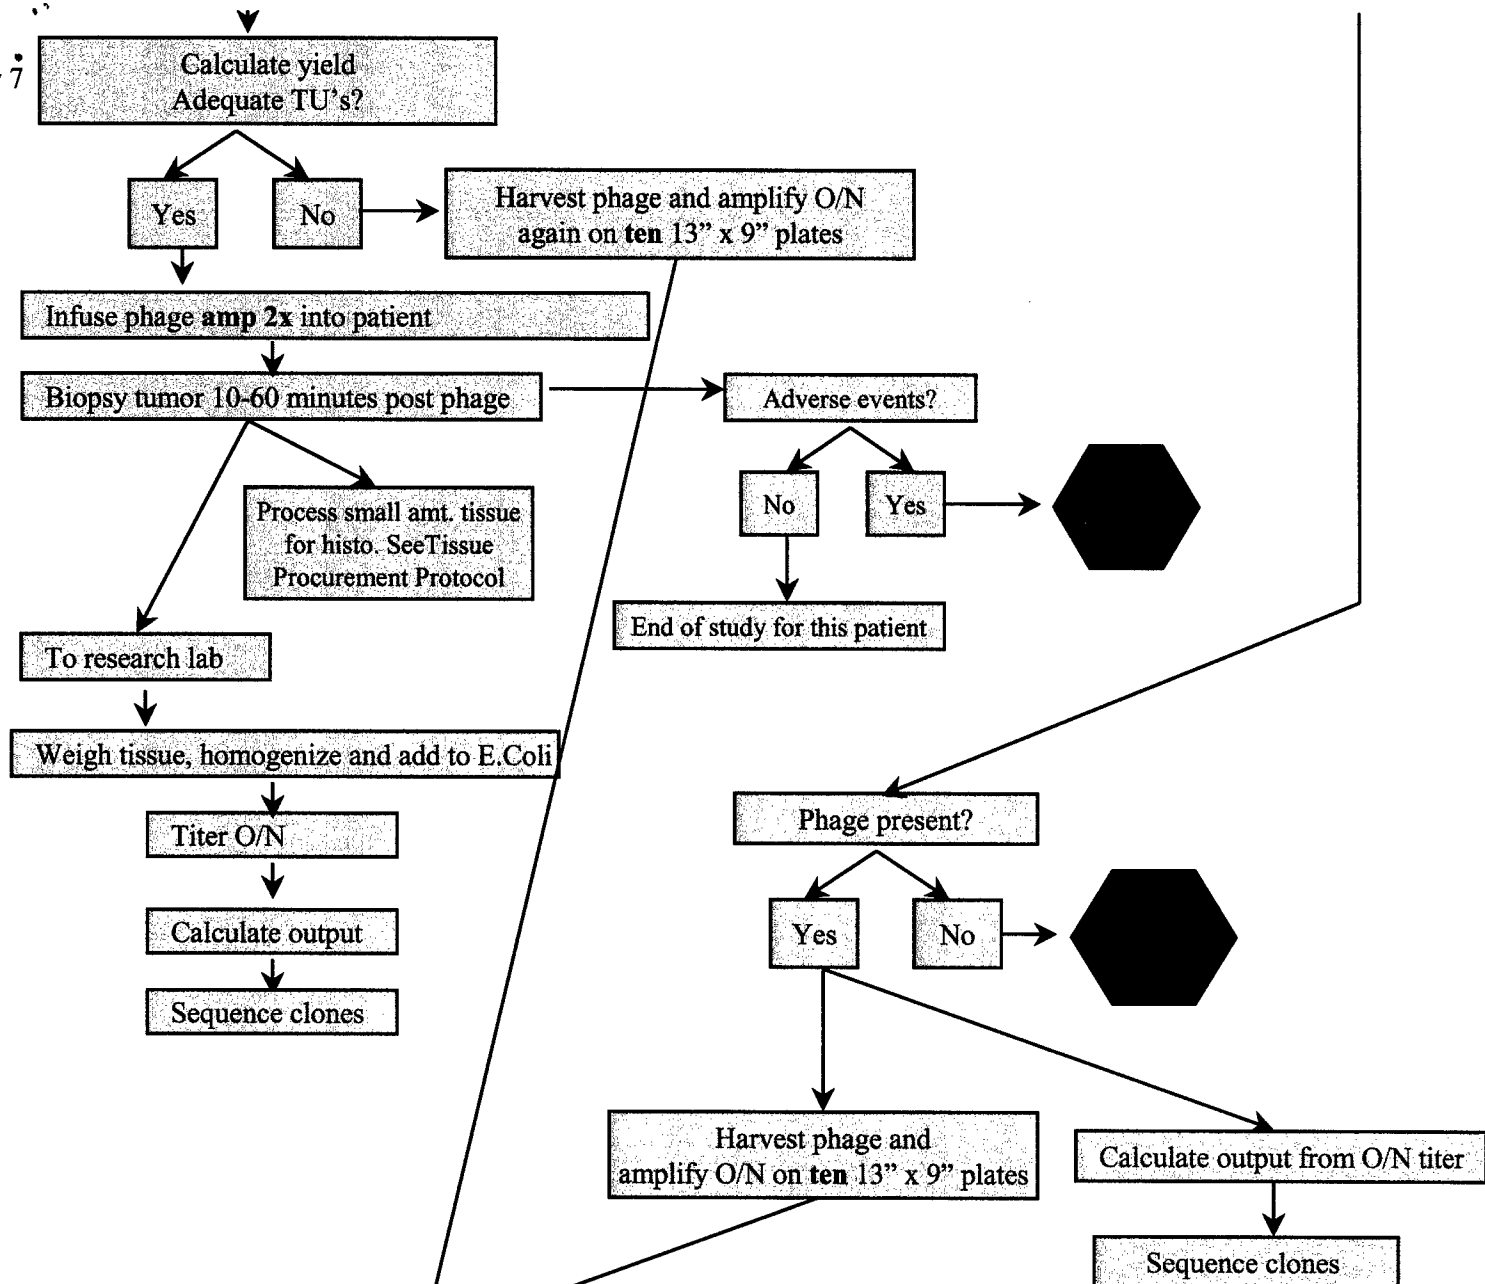 7
Calculate yield
Adequate TU's?
Yes
No
Harvest phage and amplify O/N
again on ten 13" x 9" plates
Infuse phage amp 2x into patient
Biopsy tumor 10-60 minutes post phage
Adverse events?
No
Yes
Process small amt. tissue
for histo. SeeTissue
Procurement Protocol
End of study for this patient
To research lab
Weigh tissue, homogenize and add to E.Coli
Titer O/N
Calculate output
Sequence clones
Phage present?
Yes
No
Harvest phage and
amplify O/N on ten 13" x 9" plates
Calculate output from O/N titer
Sequence clones